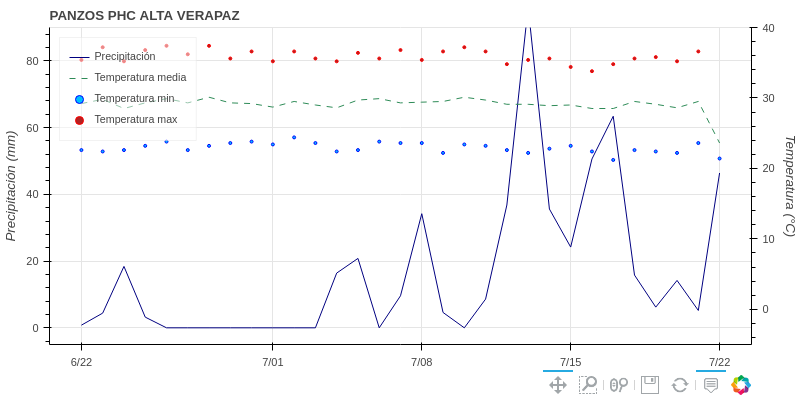 PANZOS PHC ALTA VERAPAZ
Precipitación
Temperatura media
Temperatura min
Temperatura max
Precipitación (mm)
80
60
40
20
0
Temperatura (°C)
40
30
20
10
0
6/22
7/01
7/08
7/15
7/22